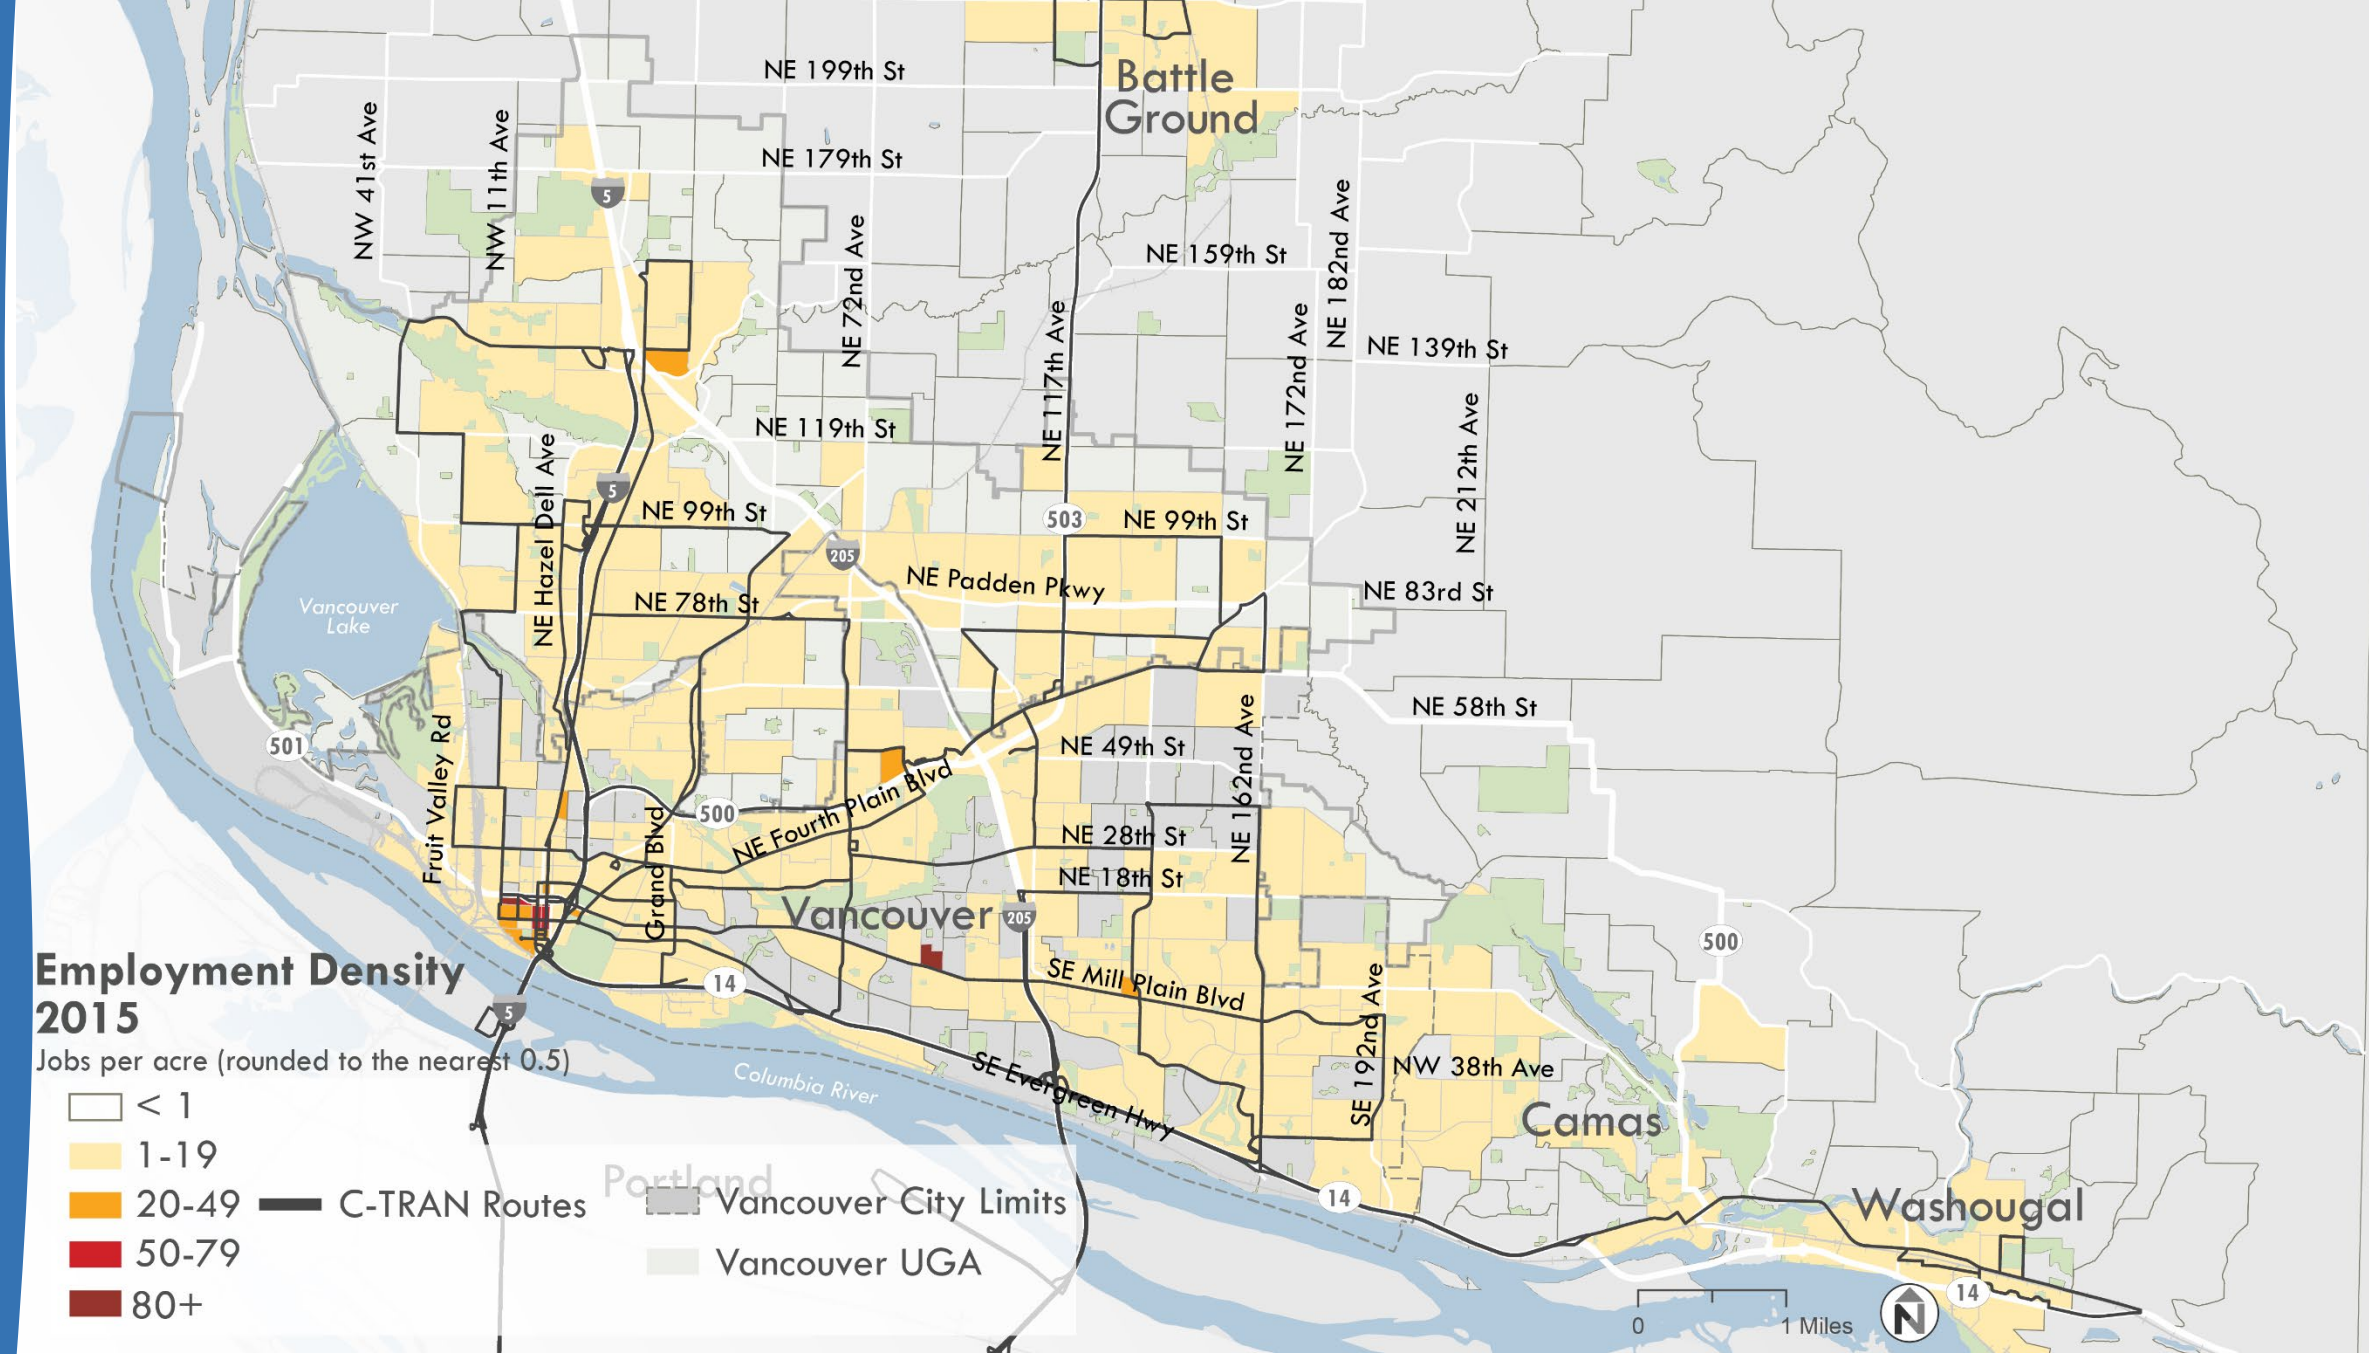 NE 199th St
Battle
Ground
NW 41st Ave
NW 11th Ave
NE 179th St
5
NE 72nd Ave
NE 159th St
NE 182nd Ave
NE 117th Ave
NE 172nd Ave
NE 139th St
NE 119th St
NE 212th Ave
NE Hazel Dell Ave
5
NE 99th St
503
NE 99th St
205
NE Padden Pkwy
NE 83rd St
NE 78th St
Vancouver
Lake
NE 58th St
NE 162nd Ave
Fruit Valley Rd
501
NE 49th St
500
NE Fourth Plain Blvd
Grand Blvd
NE 28th St
NE 18th St
Vancouver
205
500
SE Mill Plain Blvd
14
SE 192nd Ave
5
NW 38th Ave
SE Evergreen Hwy
Columbia River
Camas
Washougal
14
14
Portland
Employment Density
2015
Jobs per acre (rounded to the nearest 0.5)
< 1
1-19
20-49
50-79
80+
C-TRAN Routes
Vancouver City Limits
Vancouver UGA
0 1 Miles
N